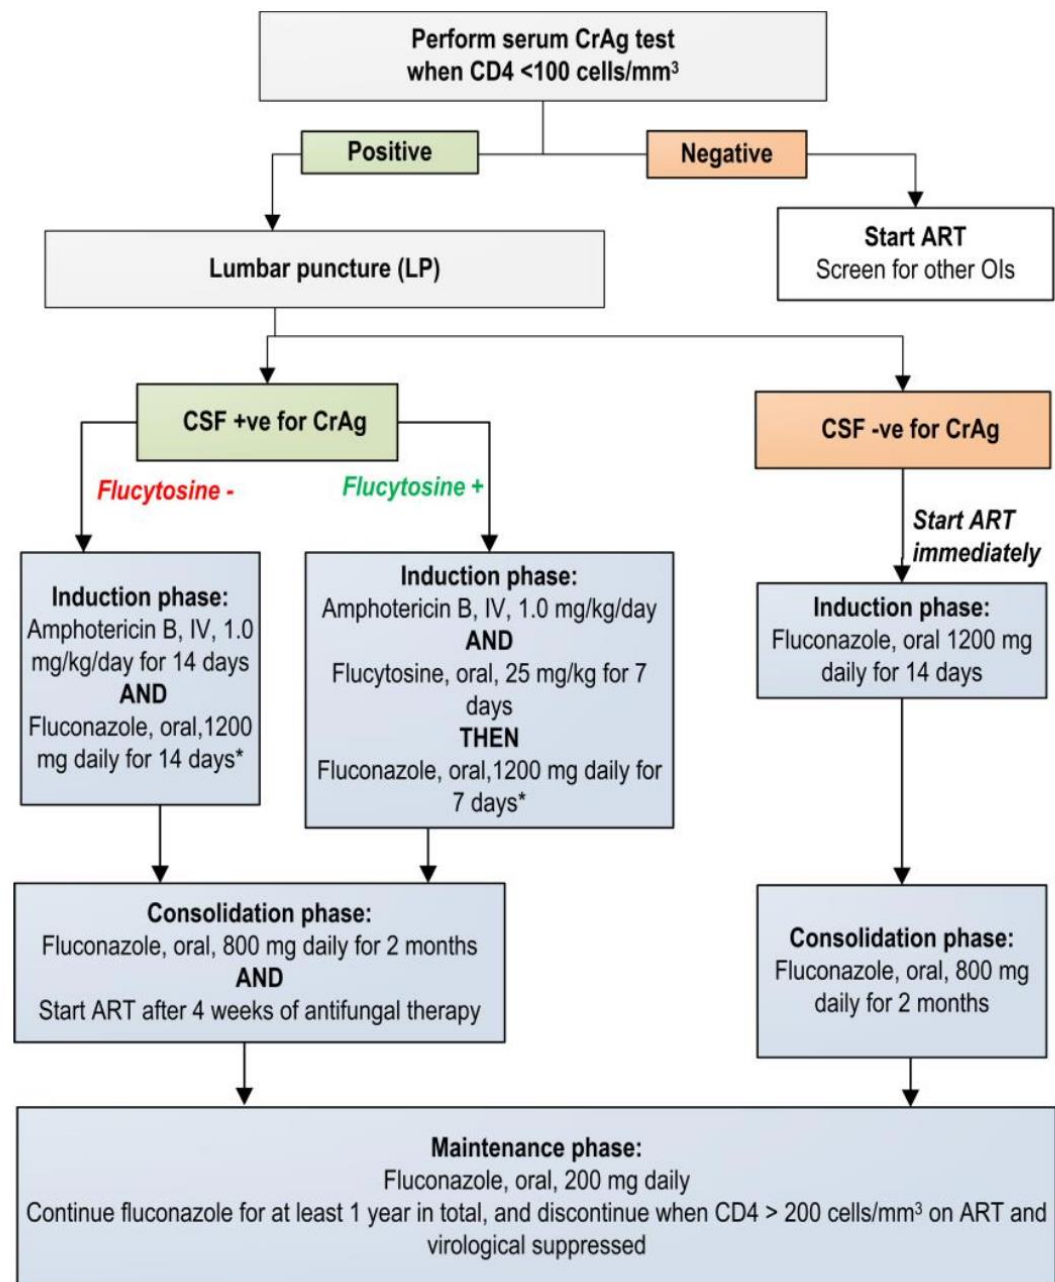 Perform serum CrAg test
when CD4 <100 cells/mm³
Positive
Negative
Start ART
Screen for other OIs
Lumbar puncture (LP)
CSF +ve for CrAg
CSF -ve for CrAg
Flucytosine -
Flucytosine +
Start ART
immediately
Induction phase:
Amphotericin B, IV, 1.0
mg/kg/day for 14 days
AND
Fluconazole, oral,1200
mg daily for 14 days*
Induction phase:
Amphotericin B, IV, 1.0 mg/kg/day
AND
Flucytosine, oral, 25 mg/kg for 7
days
THEN
Fluconazole, oral,1200 mg daily for
7 days*
Induction phase:
Fluconazole, oral 1200 mg
daily for 14 days
Consolidation phase:
Fluconazole, oral, 800 mg daily for 2 months
AND
Start ART after 4 weeks of antifungal therapy
Consolidation phase:
Fluconazole, oral, 800 mg
daily for 2 months
Maintenance phase:
Fluconazole, oral, 200 mg daily
Continue fluconazole for at least 1 year in total, and discontinue when CD4 > 200 cells/mm³ on ART and
virological suppressed